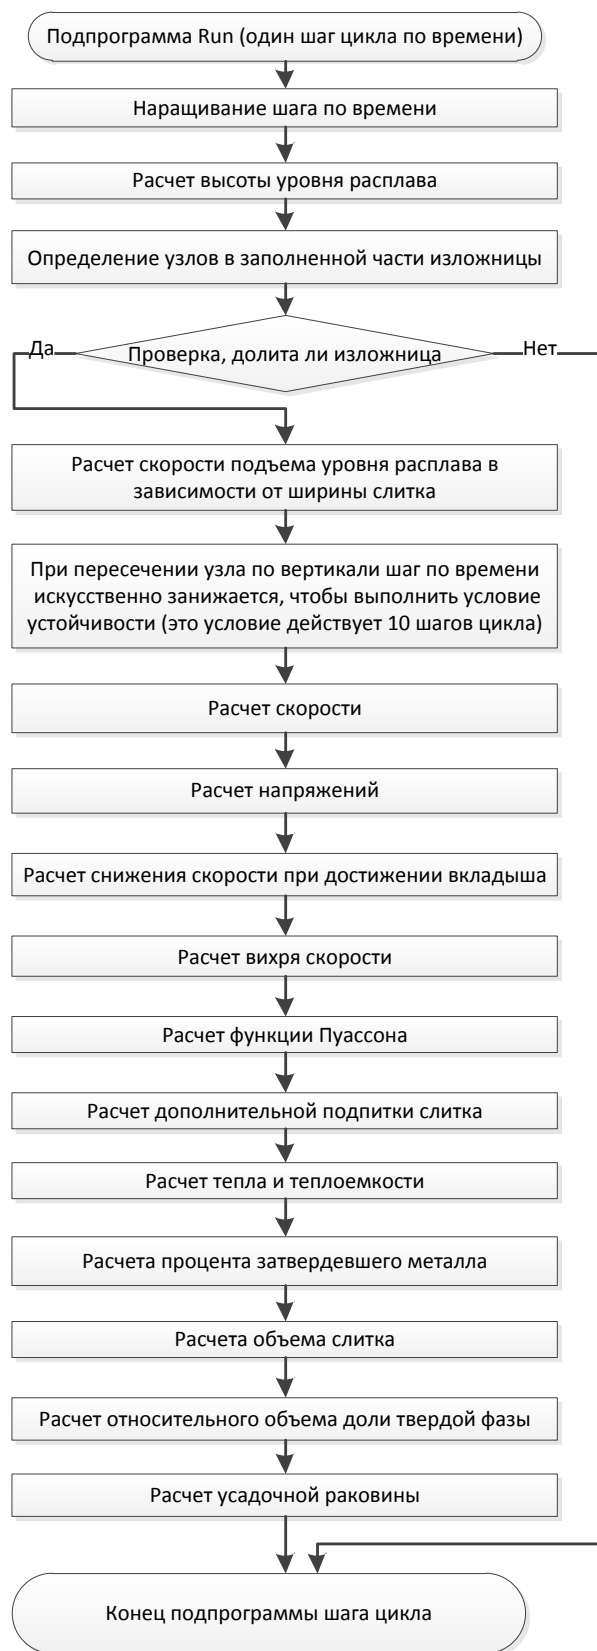 Подпрограмма Run (один шаг цикла по времени)
Наращивание шага по времени
Расчет высоты уровня расплава
Определение узлов в заполненной части изложницы
Да
Проверка, долита ли изложница
Нет
Расчет скорости подъема уровня расплава в
зависимости от ширины слитка
При пересечении узла по вертикали шаг по времени
искусственно занижается, чтобы выполнить условие
устойчивости (это условие действует 10 шагов цикла)
Расчет скорости
Расчет напряжений
Расчет снижения скорости при достижении вкладыша
Расчет вихря скорости
Расчет функции Пуассона
Расчет дополнительной подпитки слитка
Расчет тепла и теплоемкости
Расчета процента затвердевшего металла
Расчета объема слитка
Расчет относительного объема доли твердой фазы
Расчет усадочной раковины
Конец подпрограммы шага цикла